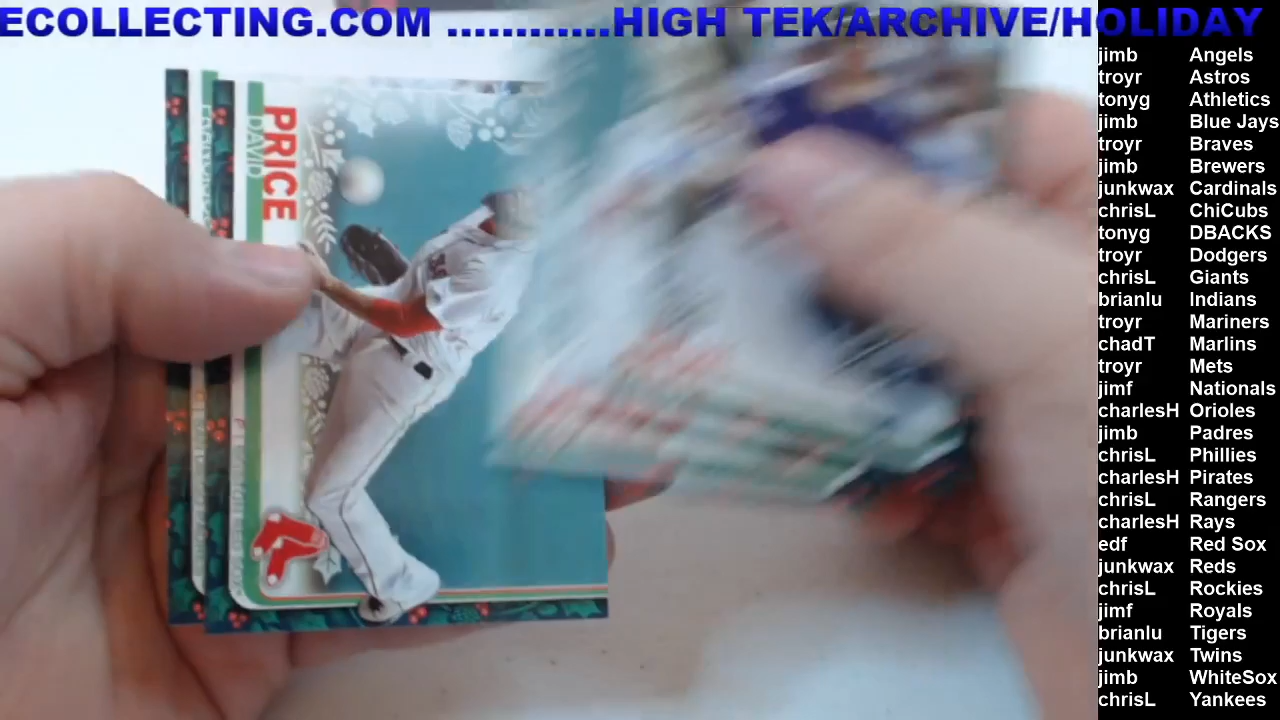 ECOLLECTING.COM ............HIGH TEK/ARCHIVE/HOLIDAY
PRICE
DAVID
jimb Angels
troyr Astros
tonyg Athletics
jimb Blue Jays
troyr Braves
jimb Brewers
junkwax Cardinals
chrisL ChiCubs
tonyg DBACKS
troyr Dodgers
chrisL Giants
brianlu Indians
troyr Mariners
chadT Marlins
troyr Mets
jimf Nationals
charlesH Orioles
jimb Padres
chrisL Phillies
charlesH Pirates
chrisL Rangers
charlesH Rays
edf Red Sox
junkwax Reds
chrisL Rockies
jimf Royals
brianlu Tigers
junkwax Twins
jimb WhiteSox
chrisL Yankees